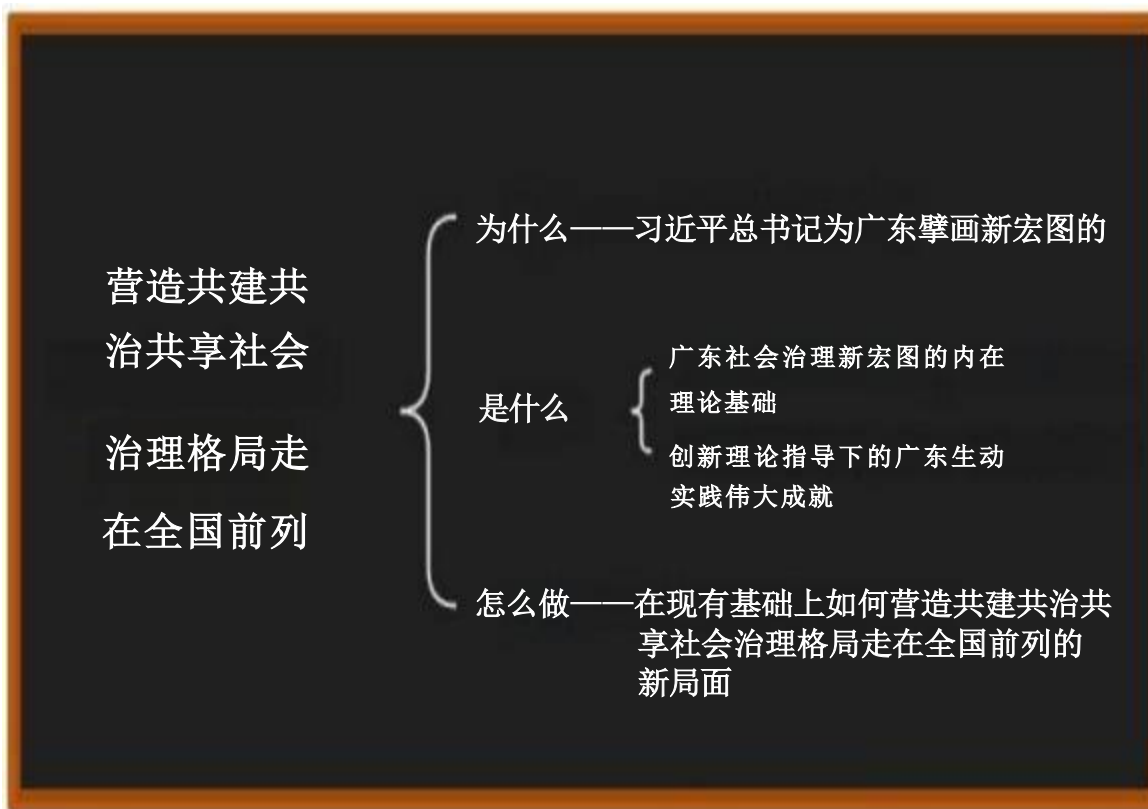 营造共建共
治共享社会
治理格局走
在全国前列
为什么——习近平总书记为广东擘画新宏图的
是什么
广东社会治理新宏图的内在
理论基础
创新理论指导下的广东生动
实践伟大成就
怎么做——在现有基础上如何营造共建共治共
享社会治理格局走在全国前列的
新局面